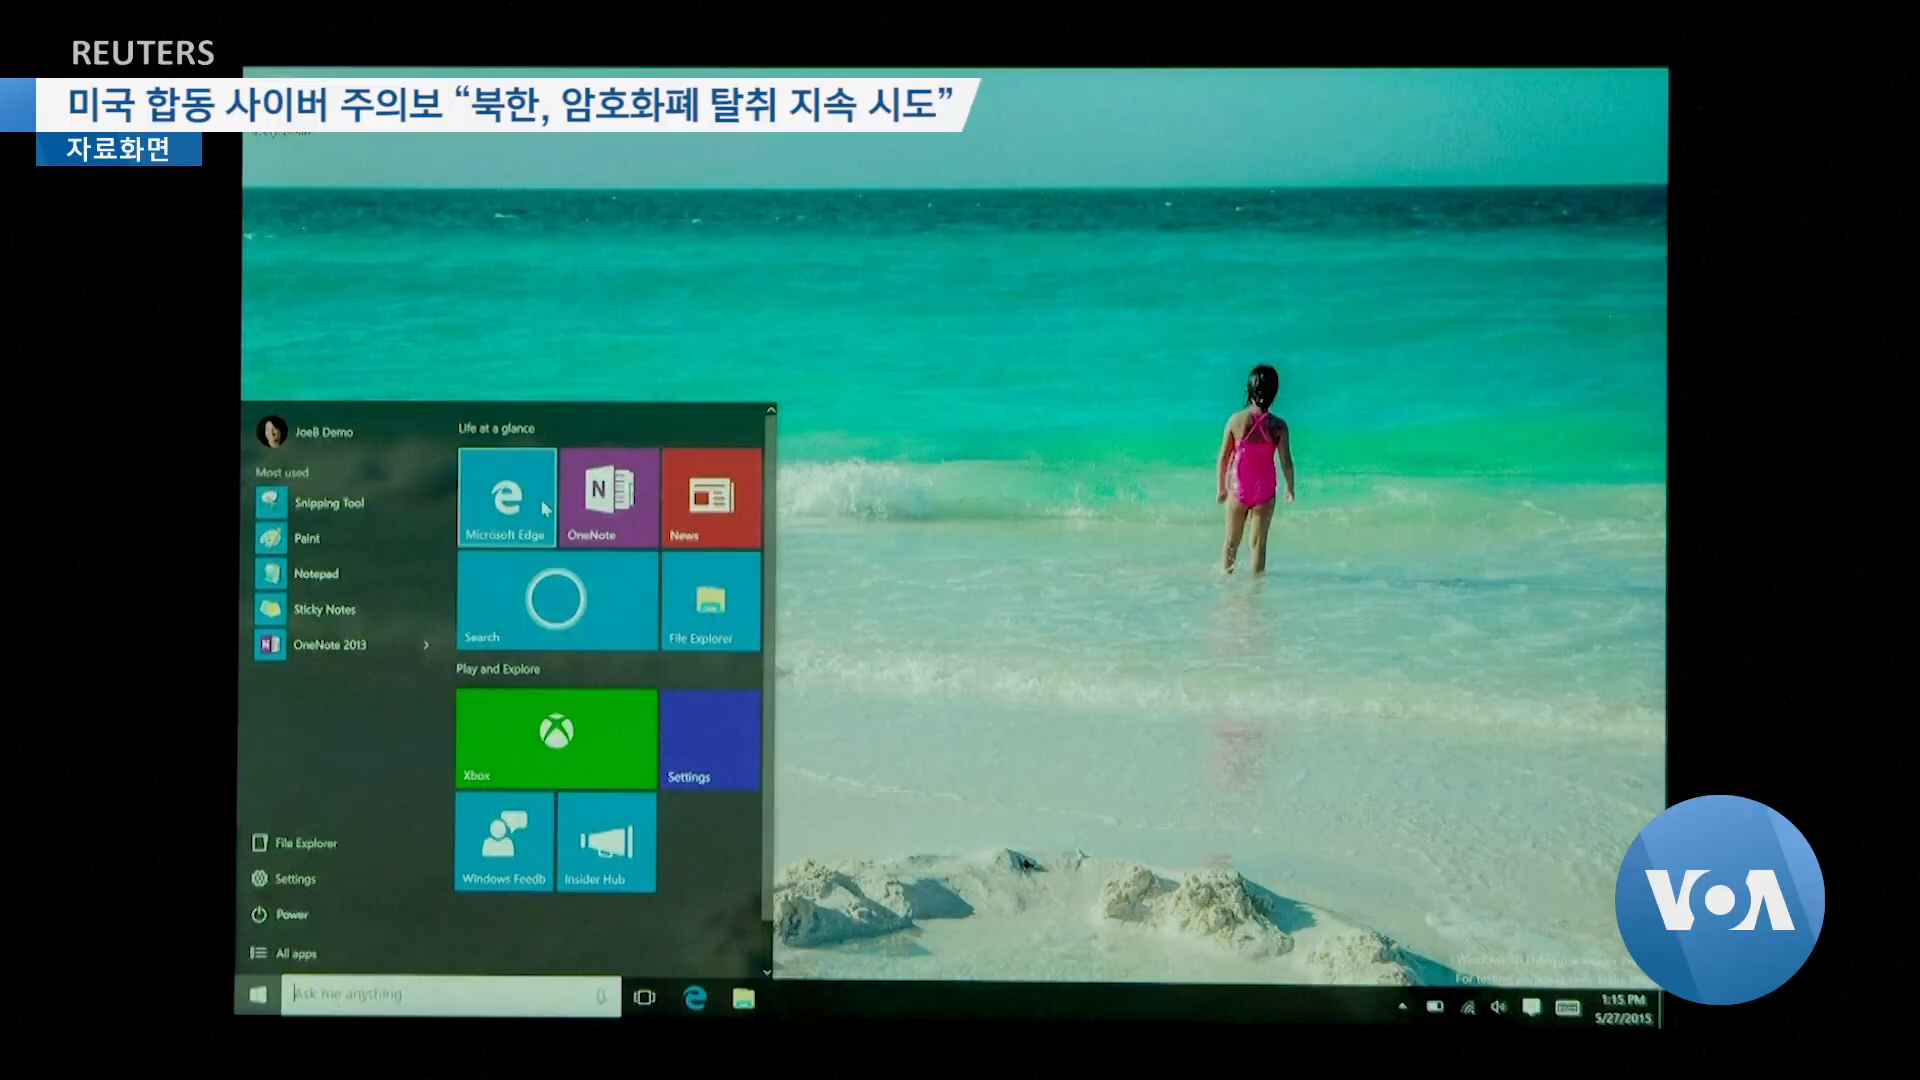 REUTERS
미국 합동 사이버 주의보 “북한, 암호화폐 탈취 지속 시도”
자료화면
JoeB Demo
Most used
Snipping Tool
Paint
Notepad
Sticky Notes
OneNote 2013
File Explorer
Settings
Power
All apps
Life at a glance
Microsoft Edge
OneNote
News
Search
File Explorer
Play and Explore
Xbox
Settings
Windows Feedb
Insider Hub
Ask me anything
1:15 PM
5/27/2015
VOA